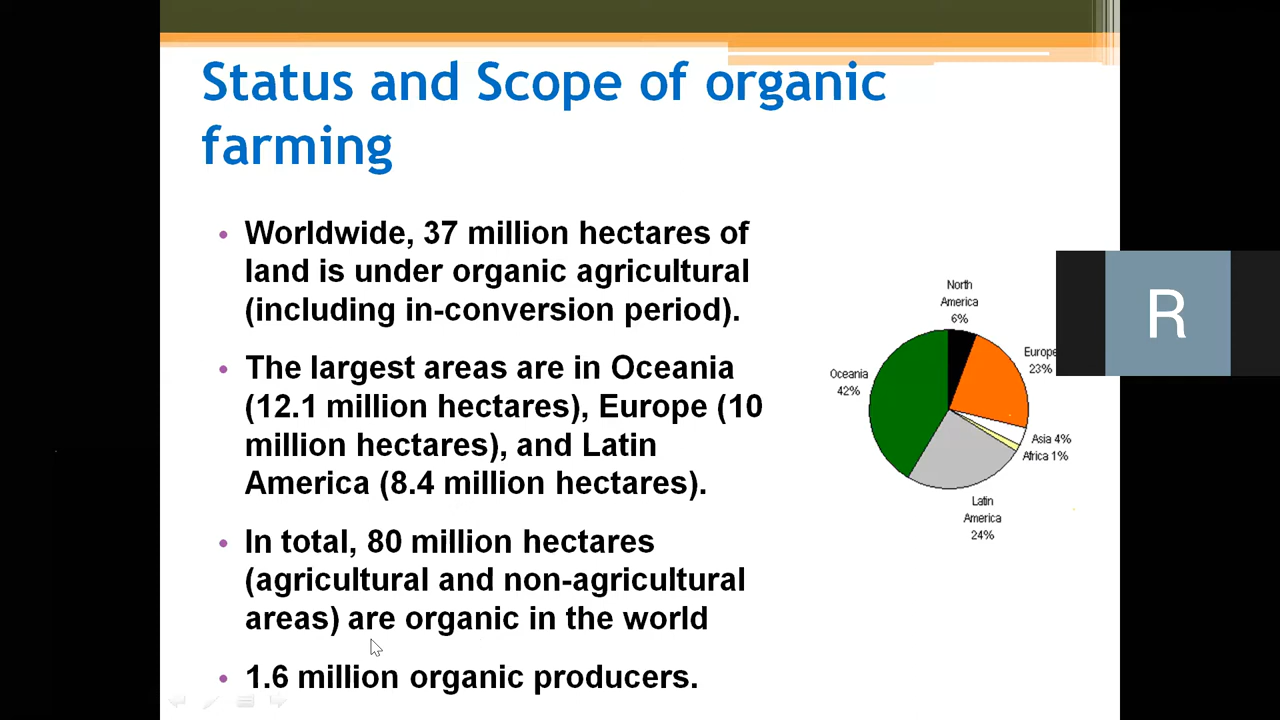 Status and Scope of organic
farming
• Worldwide, 37 million hectares of
land is under organic agricultural
(including in-conversion period).
• The largest areas are in Oceania
(12.1 million hectares), Europe (10
million hectares), and Latin
America (8.4 million hectares).
• In total, 80 million hectares
(agricultural and non-agricultural
areas) are organic in the world
• 1.6 million organic producers.
North
America
6%
Europe
23%
Oceania
42%
Asia 4%
Africa 1%
Latin
America
24%
R